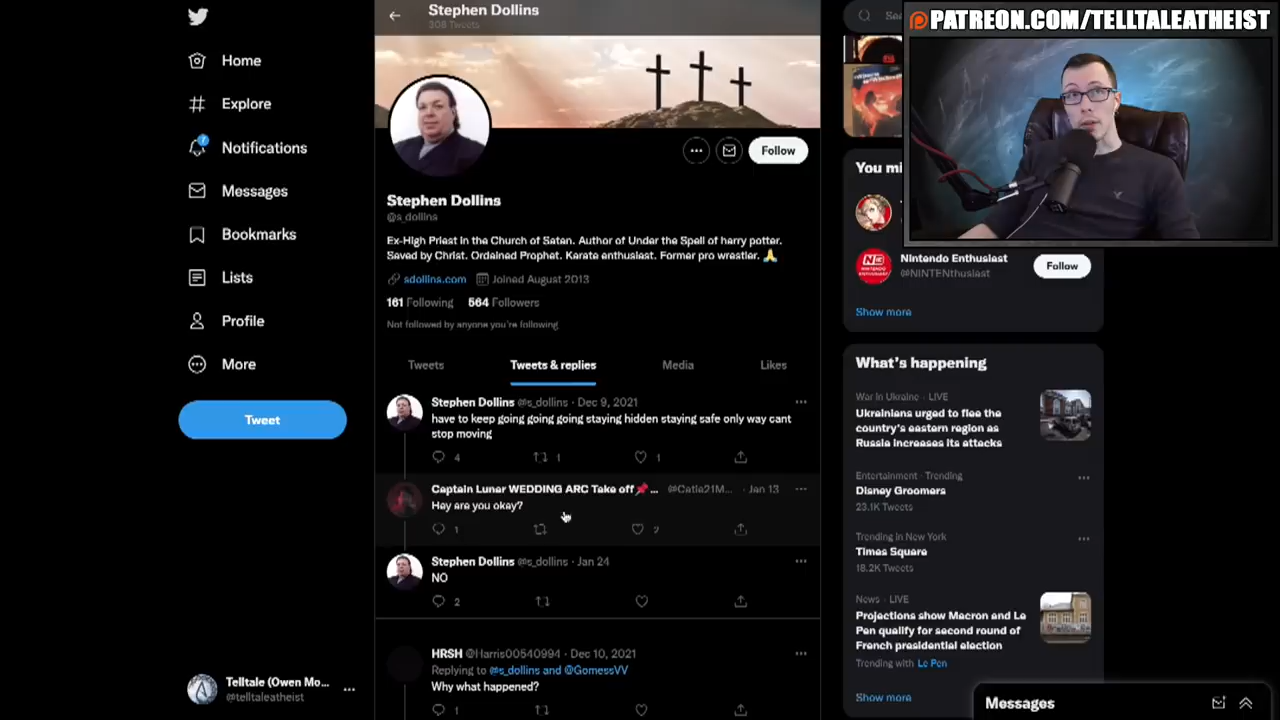 PATREON.COM/TELLTALEATHEIST
Home
Explore
Notifications
Messages
Bookmarks
Lists
Profile
More
Tweet
Telltale (Owen Mo...
@telltaleatheist
Stephen Dollins
308 Tweets
Follow
Stephen Dollins
@s_dollins
Ex-High Priest in the Church of Satan. Author of Under the Spell of harry potter.
Saved by Christ. Ordained Prophet. Karate enthusiast. Former pro wrestler. 🙏
sdollins.com Joined August 2013
161 Following 564 Followers
Not followed by anyone you're following
Tweets Tweets & replies Media Likes
Stephen Dollins @s_dollins · Dec 9, 2021
have to keep going going going staying hidden staying safe only way cant
stop moving
4 1 1
Captain Lunar WEDDING ARC Take off📌... @Catie21M... · Jan 13
Hey are you okay?
1 2
Stephen Dollins @s_dollins · Jan 24
NO
2
HRSH @Harris00540994 · Dec 10, 2021
Replying to @s_dollins and @GomessVV
Why what happened?
1
You mi
Nintendo Enthusiast
@NINTENthusiast
Follow
Show more
What's happening
War in Ukraine · LIVE
Ukrainians urged to flee the
country's eastern region as
Russia increases its attacks
Entertainment · Trending
Disney Groomers
23.1K Tweets
Trending in New York
Times Square
18.2K Tweets
News · LIVE
Projections show Macron and Le
Pen qualify for second round of
French presidential election
Trending with Le Pen
Show more
Messages